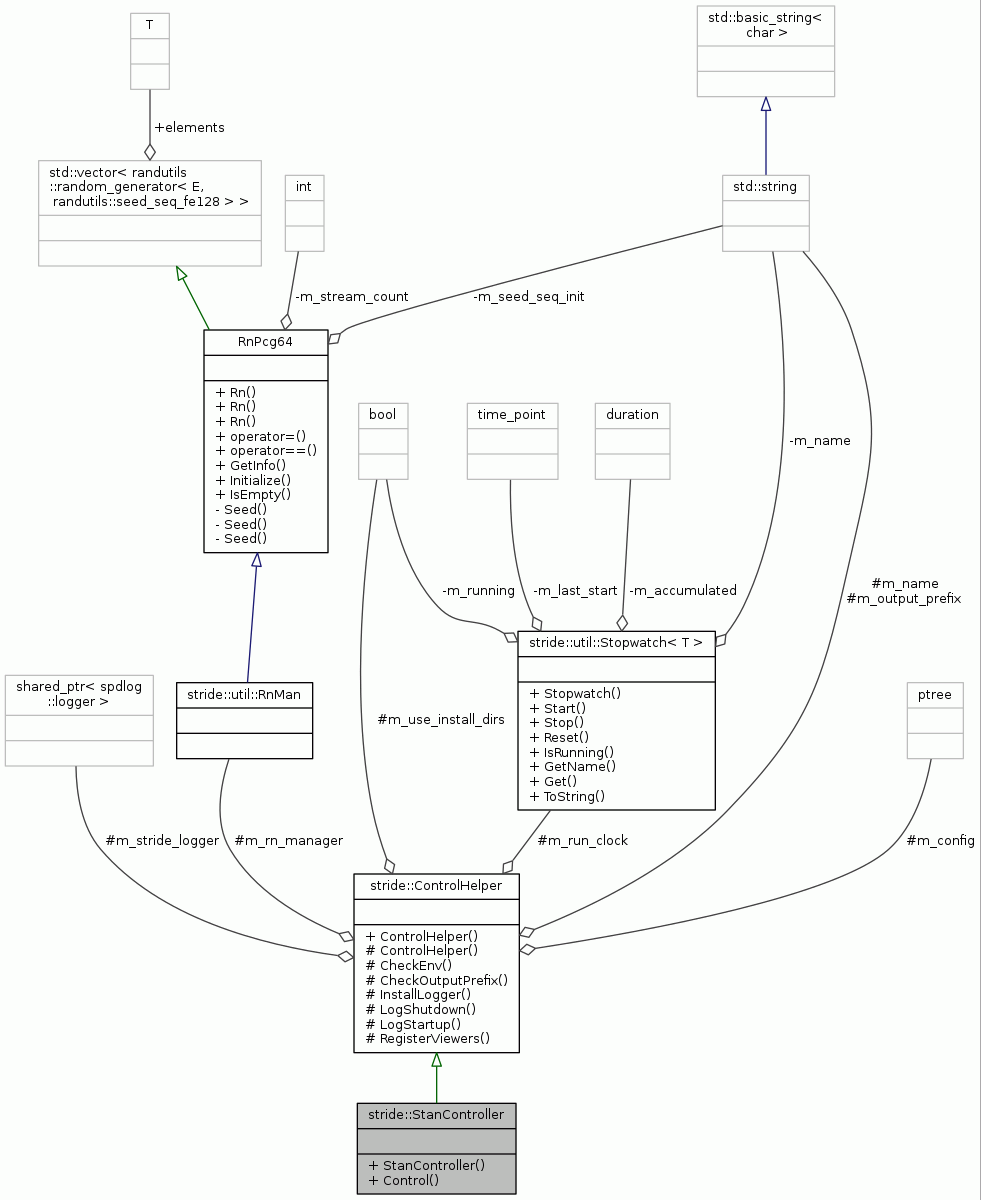 T
std::basic_string<
char >
+elements
std::vector< randutils
::random_generator< E,
randutils::seed_seq_fe128 > >
int
std::string
-m_stream_count
-m_seed_seq_init
RnPcg64
+ Rn()
+ Rn()
+ Rn()
+ operator=()
+ operator==()
+ GetInfo()
+ Initialize()
+ IsEmpty()
- Seed()
- Seed()
- Seed()
bool
time_point
duration
-m_name
-m_running
-m_last_start
-m_accumulated
#m_name
#m_output_prefix
stride::util::Stopwatch< T >
+ Stopwatch()
+ Start()
+ Stop()
+ Reset()
+ IsRunning()
+ GetName()
+ Get()
+ ToString()
shared_ptr< spdlog
::logger >
stride::util::RnMan
ptree
#m_use_install_dirs
#m_stride_logger
#m_rn_manager
#m_run_clock
#m_config
stride::ControlHelper
+ ControlHelper()
# ControlHelper()
# CheckEnv()
# CheckOutputPrefix()
# InstallLogger()
# LogShutdown()
# LogStartup()
# RegisterViewers()
stride::StanController
+ StanController()
+ Control()